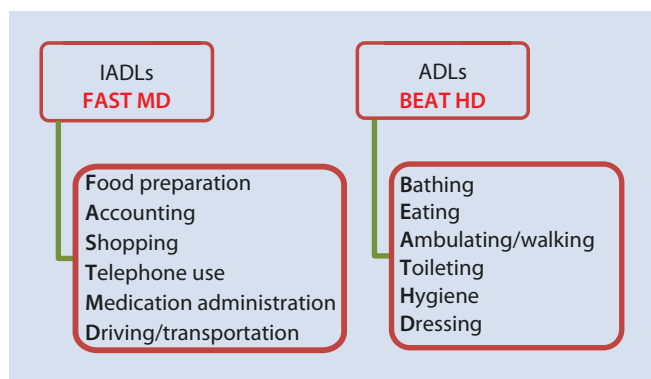 IADLs
FAST MD
Food preparation
Accounting
Shopping
Telephone use
Medication administration
Driving/transportation
ADLs
BEAT HD
Bathing
Eating
Ambulating/walking
Toileting
Hygiene
Dressing